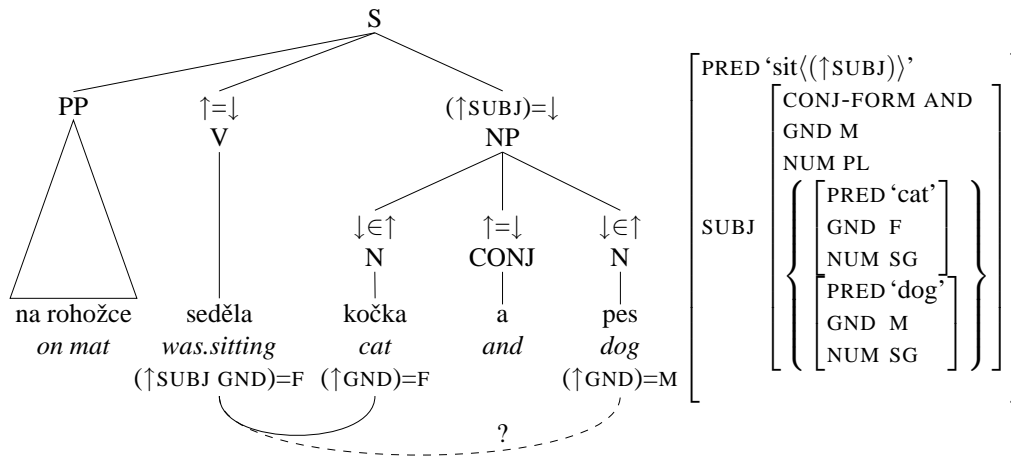 S
PP
↑=↓
V
(↑SUBJ)=↓
NP
↓∈↑
N
↑=↓
CONJ
↓∈↑
N
na rohožce
on mat
seděla
was.sitting
kočka
cat
a
and
pes
dog
(↑SUBJ GND)=F
(↑GND)=F
(↑GND)=M
?
PRED ‘sit⟨(↑SUBJ)⟩’
SUBJ
CONJ-FORM AND
GND M
NUM PL
PRED ‘cat’
GND F
NUM SG
PRED ‘dog’
GND M
NUM SG